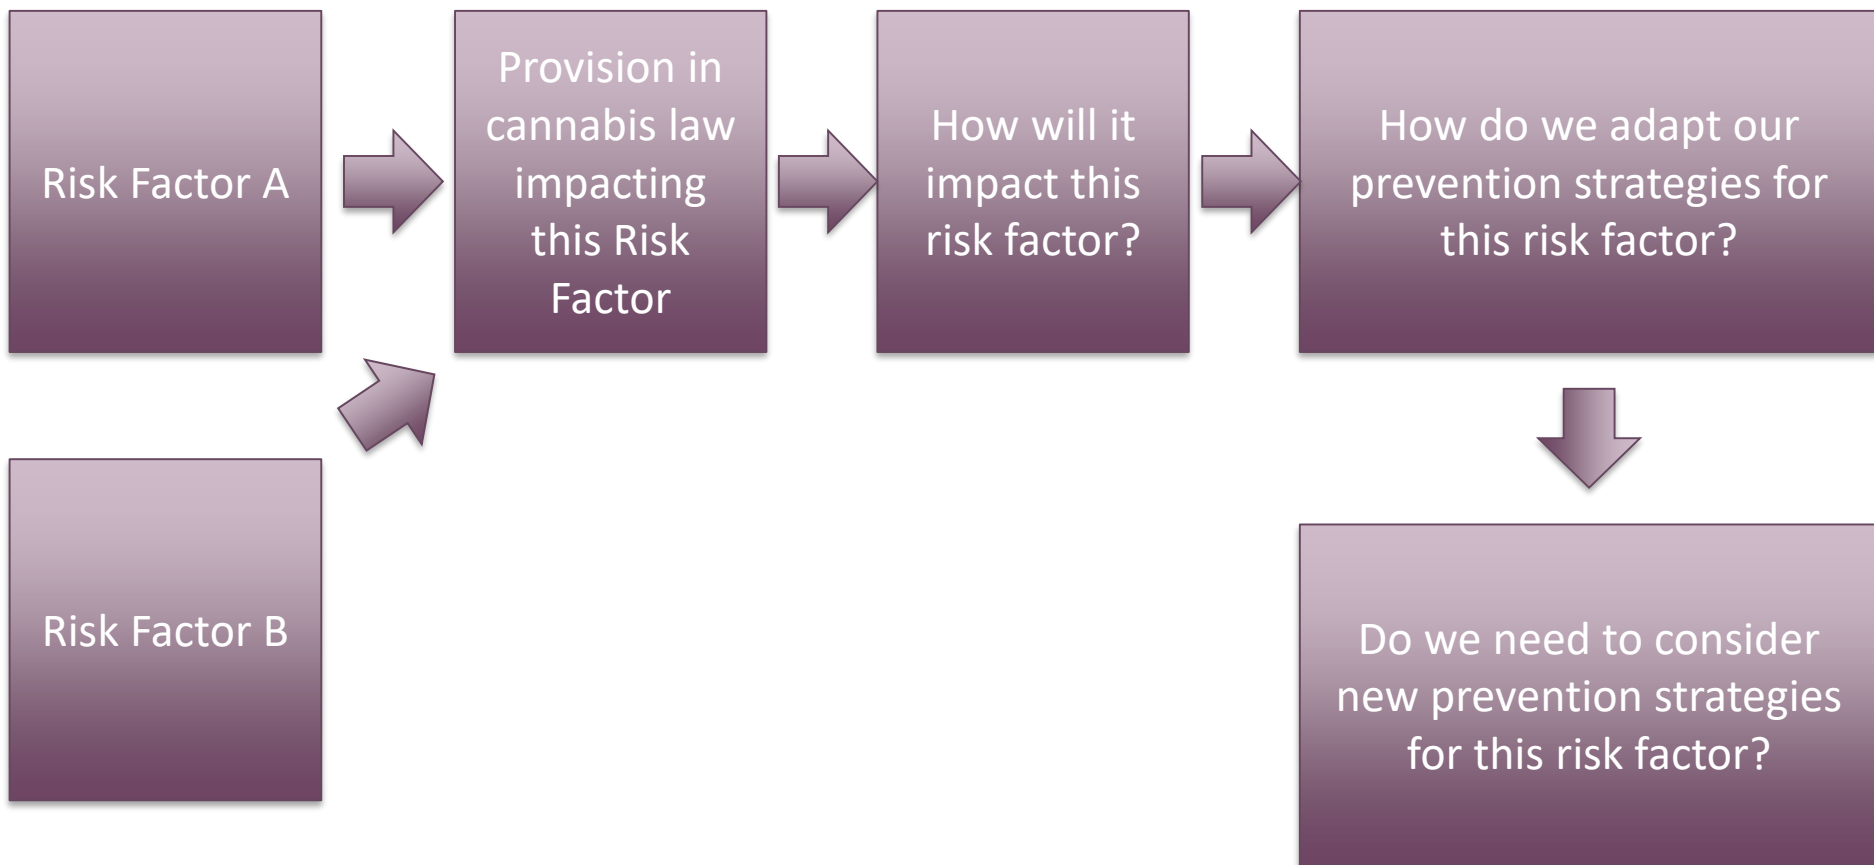 Risk Factor A
Provision in
cannabis law
impacting
this Risk
Factor
How will it
impact this
risk factor?
How do we adapt our
prevention strategies for
this risk factor?
Risk Factor B
Do we need to consider
new prevention strategies
for this risk factor?